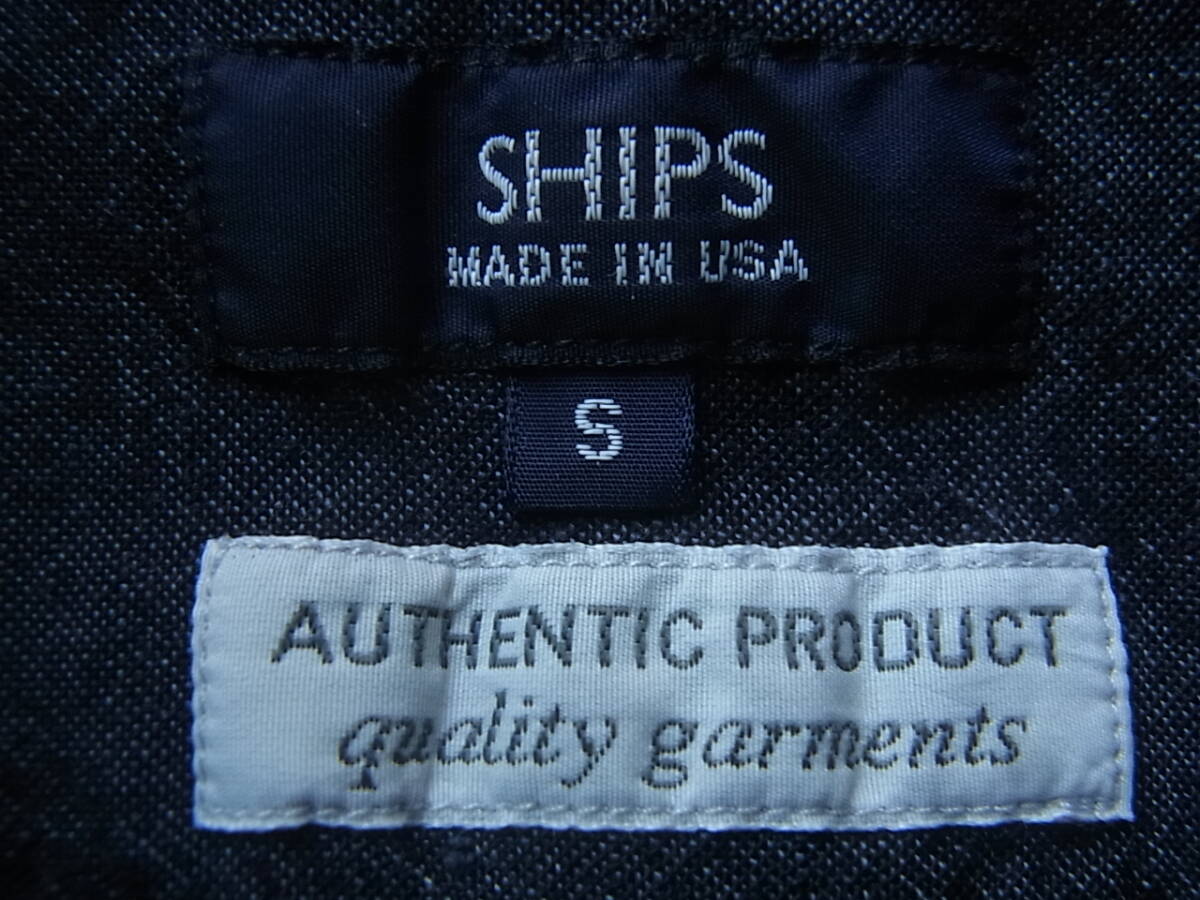 SHIPS
MADE IN USA
S
AUTHENTIC PRODUCT
quality garments